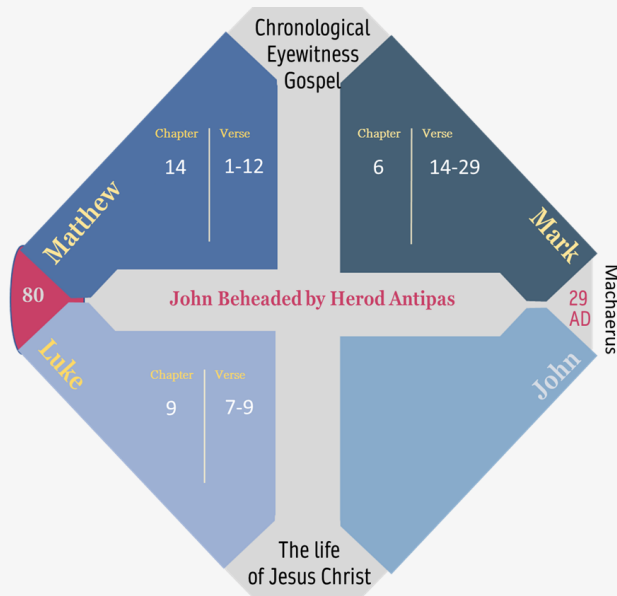 Chronological
Eyewitness
Gospel
Matthew
Chapter Verse
14 1-12
Mark
Chapter Verse
6 14-29
80
John Beheaded by Herod Antipas
29
AD
Machaerus
Luke
Chapter Verse
9 7-9
John
The life
of Jesus Christ